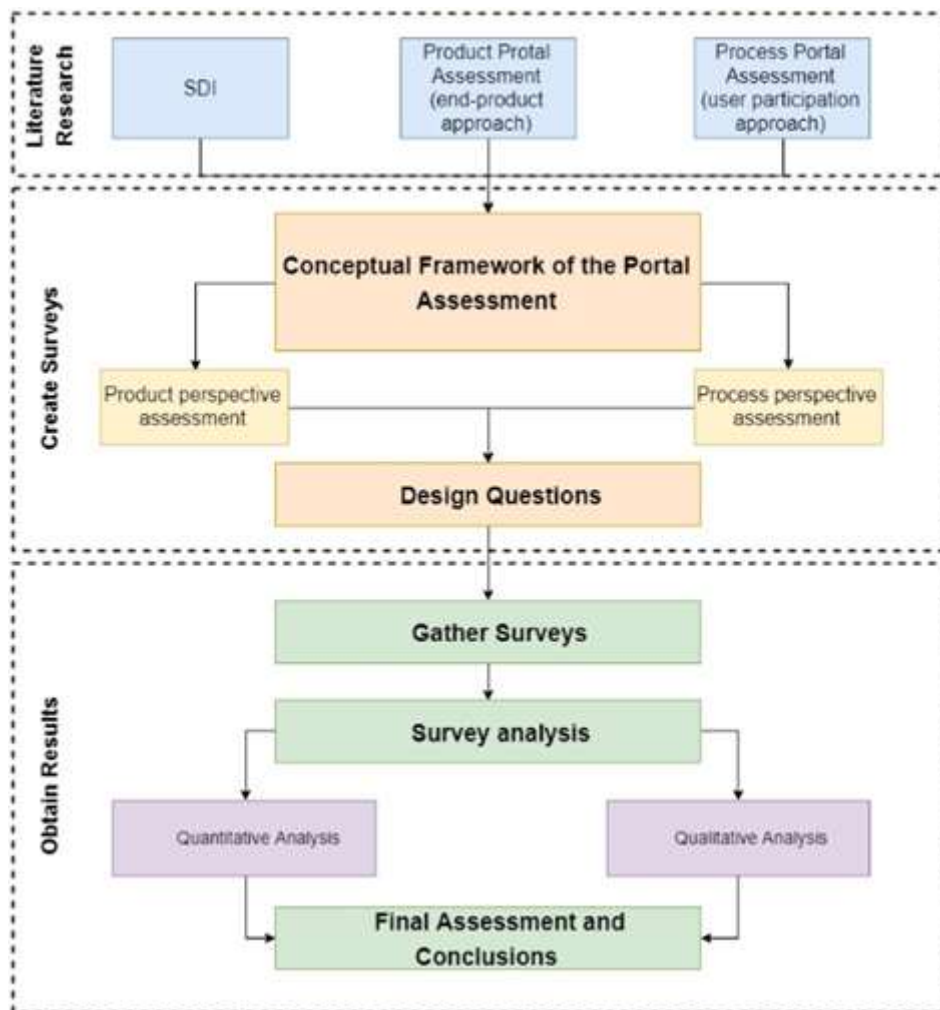 Literature
Research
SDI
Product Protal
Assessment
(end-product
approach)
Process Portal
Assessment
(user participation
approach)
Create Surveys
Conceptual Framework of the Portal
Assessment
Product perspective
assessment
Process perspective
assessment
Design Questions
Obtain Results
Gather Surveys
Survey analysis
Quantitative Analysis
Qualitative Analysis
Final Assessment and
Conclusions